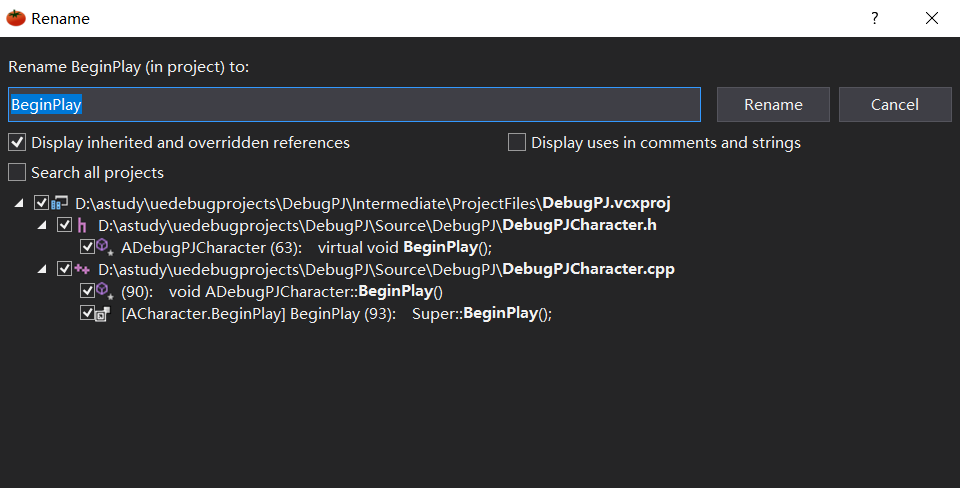 Rename
?
Rename BeginPlay (in project) to:
BeginPlay
Rename
Cancel
Display inherited and overridden references
Display uses in comments and strings
Search all projects
D:\astudy\uedebugprojects\DebugPJ\Intermediate\ProjectFiles\DebugPJ.vcxproj
h D:\astudy\uedebugprojects\DebugPJ\Source\DebugPJ\DebugPJCharacter.h
ADebugPJCharacter (63): virtual void BeginPlay();
++ D:\astudy\uedebugprojects\DebugPJ\Source\DebugPJ\DebugPJCharacter.cpp
(90): void ADebugPJCharacter::BeginPlay()
[ACharacter.BeginPlay] BeginPlay (93): Super::BeginPlay();